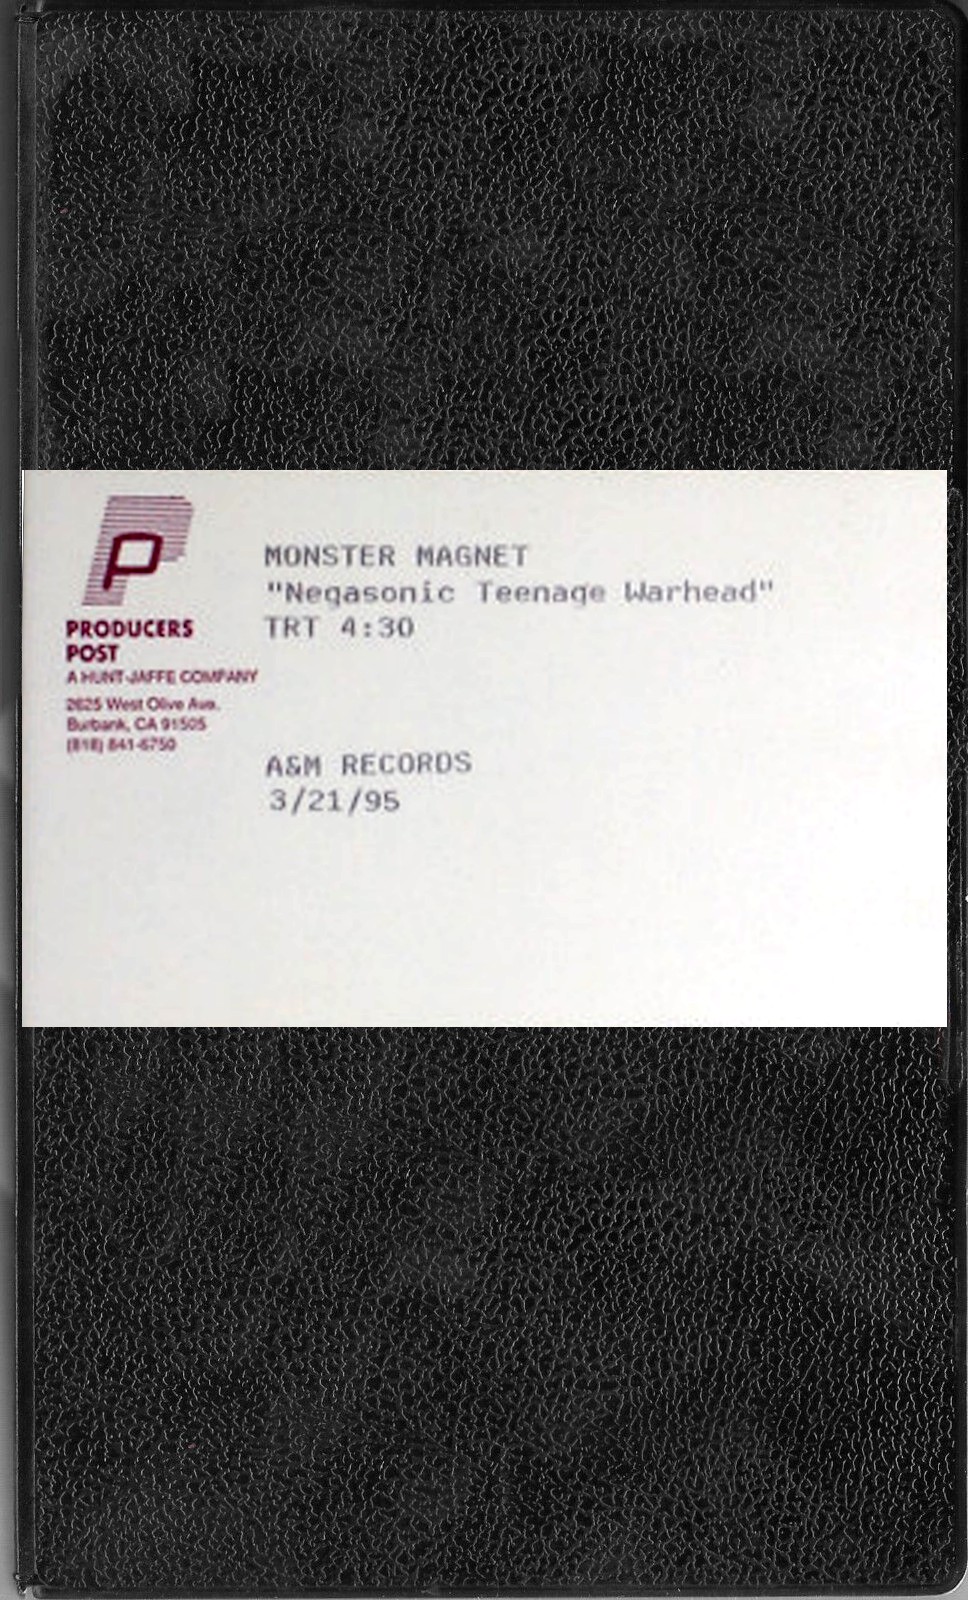 P
PRODUCERS
POST
A HUNT-JAFFE COMPANY
2625 West Olive Ave.
Burbank, CA 91505
(818) 841-6750
MONSTER MAGNET
"Negasonic Teenage Warhead"
TRT 4:30
A&M RECORDS
3/21/95